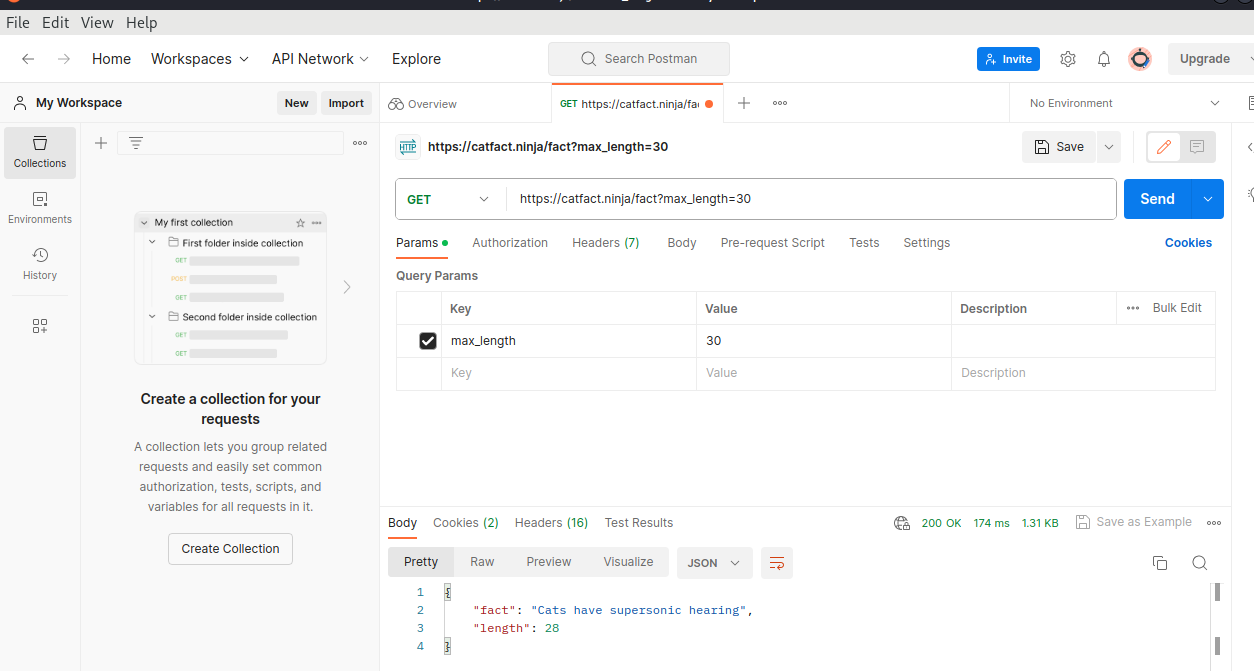 File Edit View Help
Home Workspaces API Network Explore Search Postman Invite Upgrade
My Workspace New Import Overview GET https://catfact.ninja/fa No Environment
Collections
Environments
History
My first collection
First folder inside collection
GET
POST
GET
Second folder inside collection
GET
GET
Create a collection for your
requests
A collection lets you group related
requests and easily set common
authorization, tests, scripts, and
variables for all requests in it.
Create Collection
HTTP https://catfact.ninja/fact?max_length=30 Save
GET https://catfact.ninja/fact?max_length=30 Send
Params Authorization Headers (7) Body Pre-request Script Tests Settings Cookies
Query Params
Key Value Description Bulk Edit
max_length 30
Key Value Description
Body Cookies (2) Headers (16) Test Results 200 OK 174 ms 1.31 KB Save as Example
Pretty Raw Preview Visualize JSON
1 {
2 "fact": "Cats have supersonic hearing",
3 "length": 28
4 }